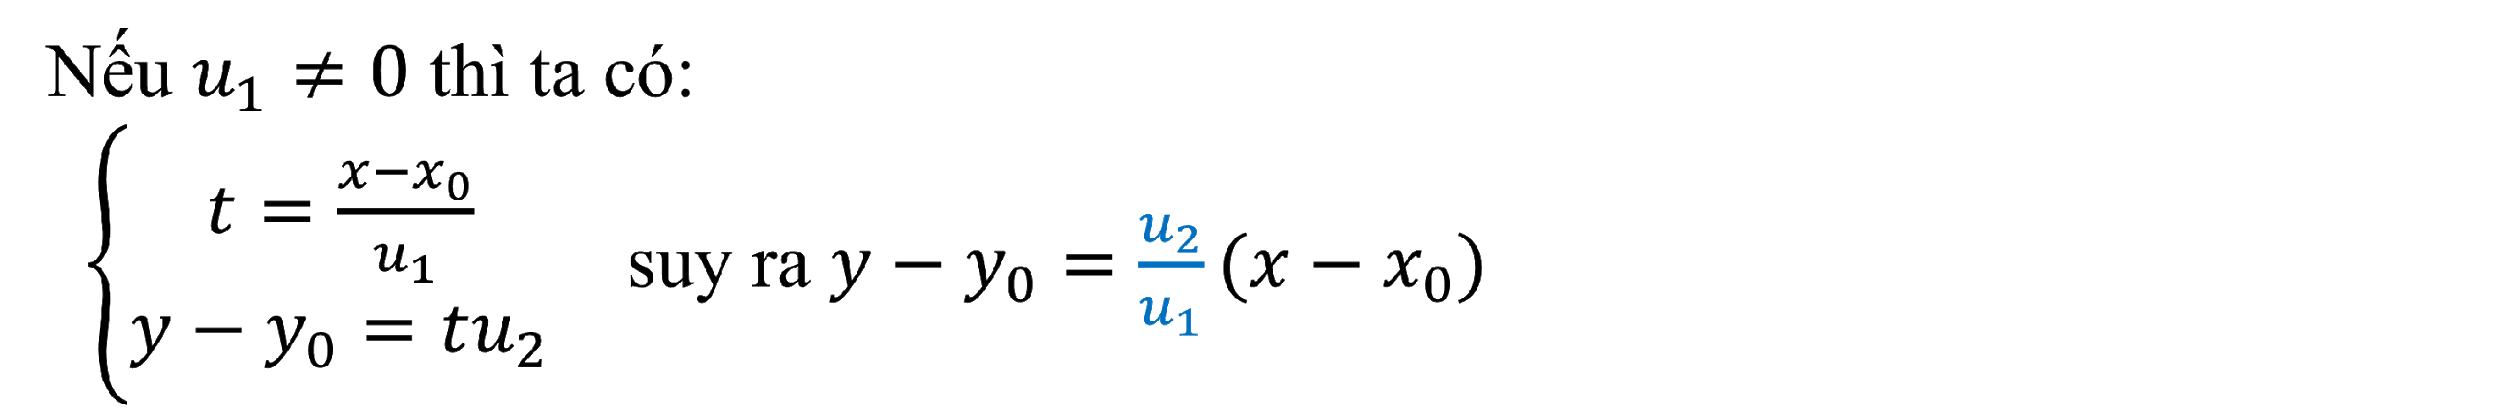 Nếu u₁ ≠ 0 thì ta có:
{ t = (x−x₀)/u₁
y − y₀ = tu₂
suy ra y − y₀ = u₂/u₁ (x − x₀)